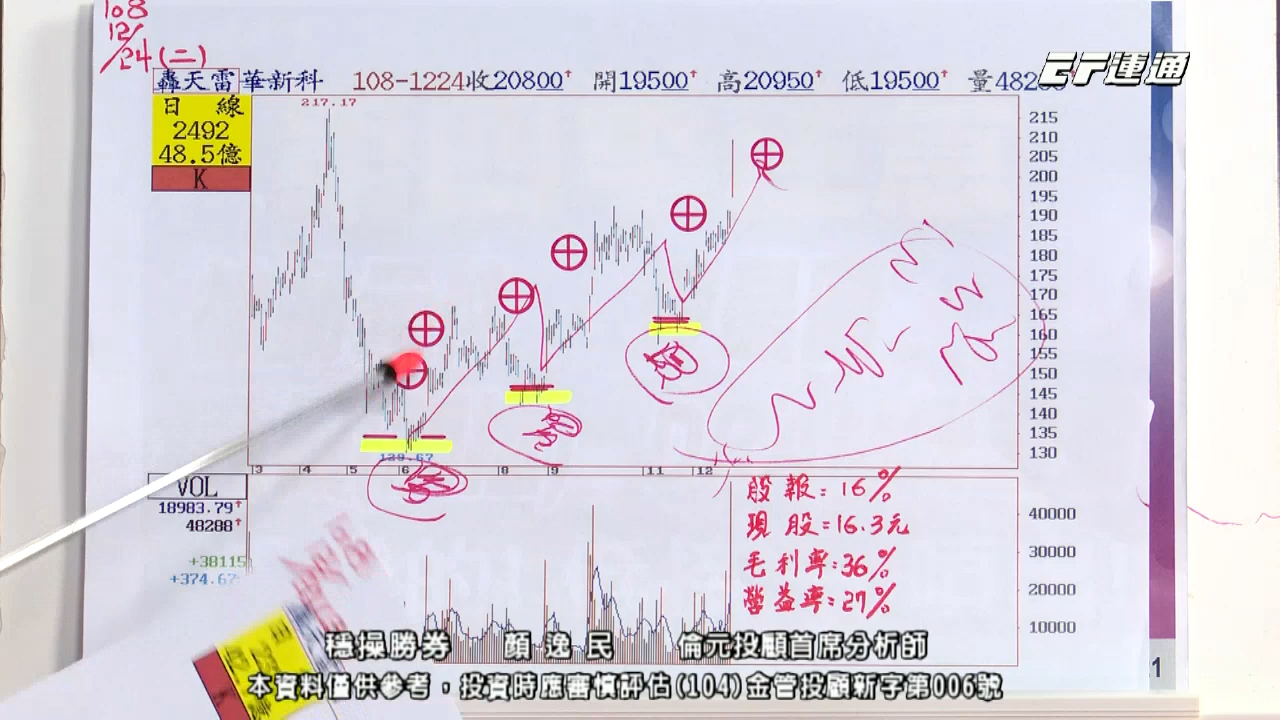 108
12/
24(二)
EF運通
轟天雷華新科 108-1224收20800↑ 開19500↑ 高20950↑ 低19500↑ 量48288
日 線
2492
48.5億
K
217.17
215
210
205
200
195
190
185
180
175
170
165
160
155
150
145
140
135
130
129.67
3 4 5 6 8 9 11 12
VOL
18983.79↑
48288↑
+38115
+374.67
40000
30000
20000
10000
股報:16%
現股=16.3元
毛利率:36%
營益率:27%
1
穩操勝券 顏逸民 倫元投顧首席分析師
本資料僅供參考,投資時應審慎評估(104)金管投顧新字第006號